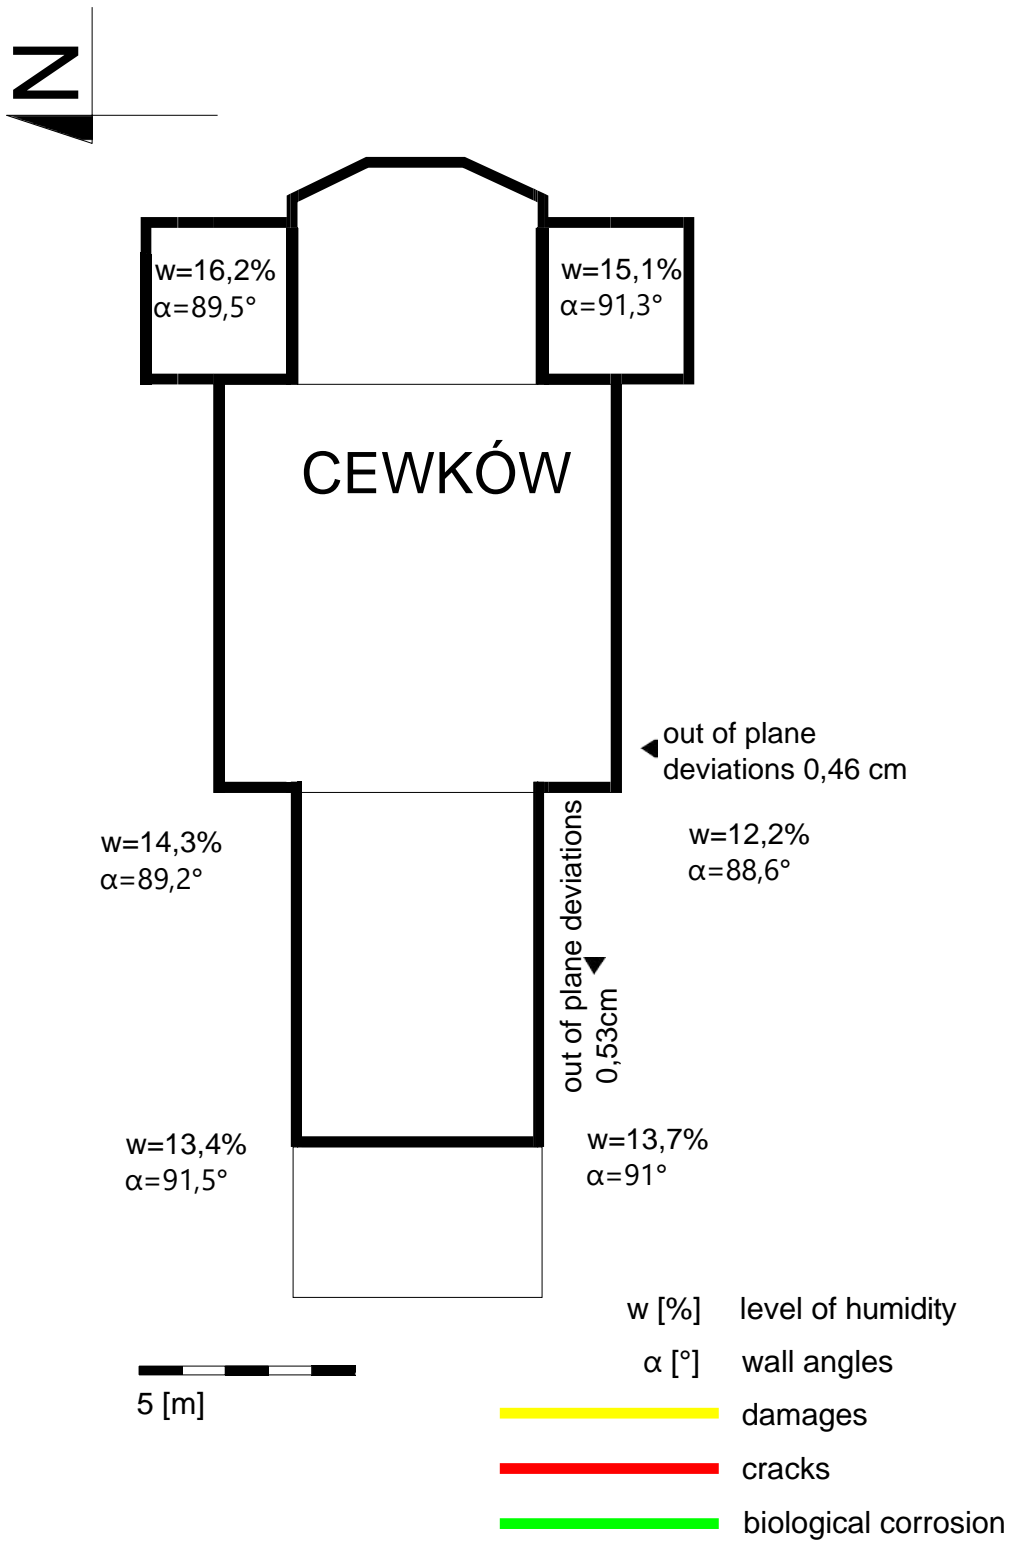 N
w=16,2%
α=89,5°
w=15,1%
α=91,3°
CEWKÓW
out of plane
deviations 0,46 cm
w=14,3%
α=89,2°
w=12,2%
α=88,6°
out of plane deviations
0,53cm
w=13,4%
α=91,5°
w=13,7%
α=91°
w [%] level of humidity
α [°] wall angles
5 [m]
damages
cracks
biological corrosion